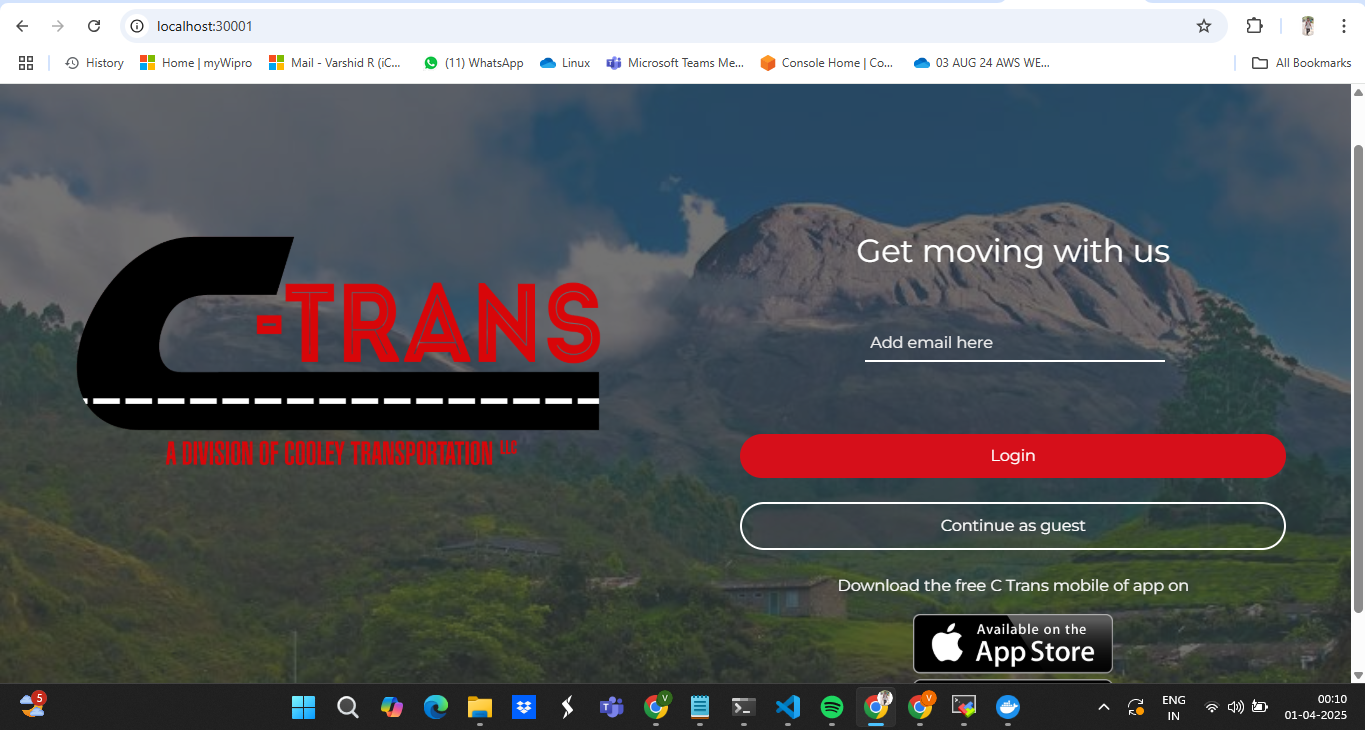 localhost:30001
History
Home | myWipro
Mail - Varshid R (iC...
(11) WhatsApp
Linux
Microsoft Teams Me...
Console Home | Co...
03 AUG 24 AWS WE...
All Bookmarks
Get moving with us
C-TRANS
Add email here
A DIVISION OF COOLEY TRANSPORTATION LLC
Login
Continue as guest
Download the free C Trans mobile of app on
Available on the
App Store
5
V
V
ENG
IN
00:10
01-04-2025